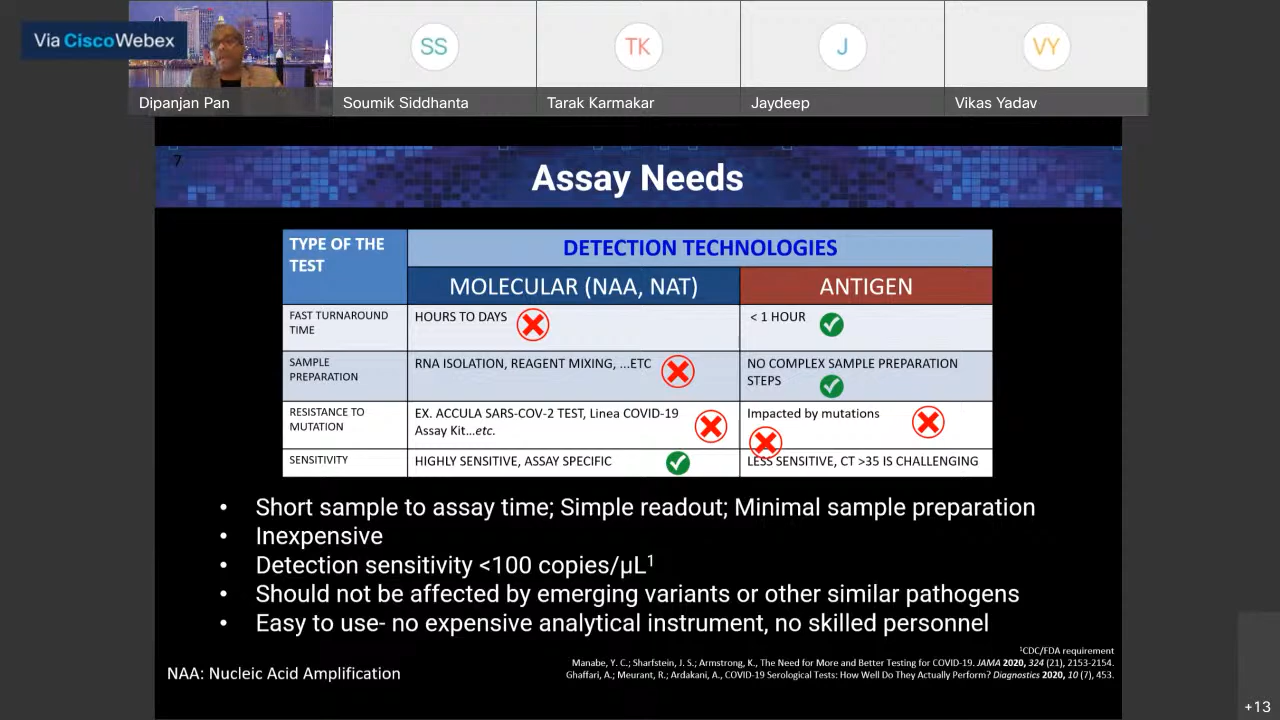 Via Cisco Webex
SS
TK
J
VY
Dipanjan Pan
Soumik Siddhanta
Tarak Karmakar
Jaydeep
Vikas Yadav
7
Assay Needs
TYPE OF THE
TEST
DETECTION TECHNOLOGIES
MOLECULAR (NAA, NAT)
ANTIGEN
FAST TURNAROUND
TIME
HOURS TO DAYS
< 1 HOUR
SAMPLE
PREPARATION
RNA ISOLATION, REAGENT MIXING, ...ETC
NO COMPLEX SAMPLE PREPARATION
STEPS
RESISTANCE TO
MUTATION
EX. ACCULA SARS-COV-2 TEST, Linea COVID-19
Assay Kit...etc.
Impacted by mutations
SENSITIVITY
HIGHLY SENSITIVE, ASSAY SPECIFIC
LESS SENSITIVE, CT >35 IS CHALLENGING
• Short sample to assay time; Simple readout; Minimal sample preparation
• Inexpensive
• Detection sensitivity <100 copies/µL¹
• Should not be affected by emerging variants or other similar pathogens
• Easy to use- no expensive analytical instrument, no skilled personnel
¹CDC/FDA requirement
Manabe, Y. C.; Sharfstein, J. S.; Armstrong, K., The Need for More and Better Testing for COVID-19. JAMA 2020, 324 (21), 2153-2154.
Ghaffari, A.; Meurant, R.; Ardakani, A., COVID-19 Serological Tests: How Well Do They Actually Perform? Diagnostics 2020, 10 (7), 453.
NAA: Nucleic Acid Amplification
+13